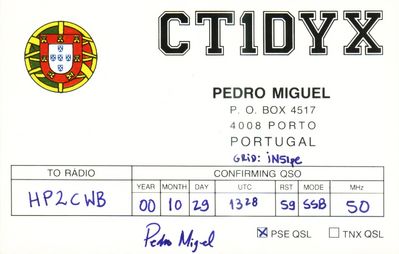 CT1DYX
PEDRO MIGUEL
P. O. BOX 4517
4008 PORTO
PORTUGAL
GRID: iN51pe
TO RADIO CONFIRMING QSO
YEAR MONTH DAY UTC RST MODE MHz
HP2CWB 00 10 29 1328 59 SSB 50
Pedro Miguel
☒ PSE QSL ☐ TNX QSL